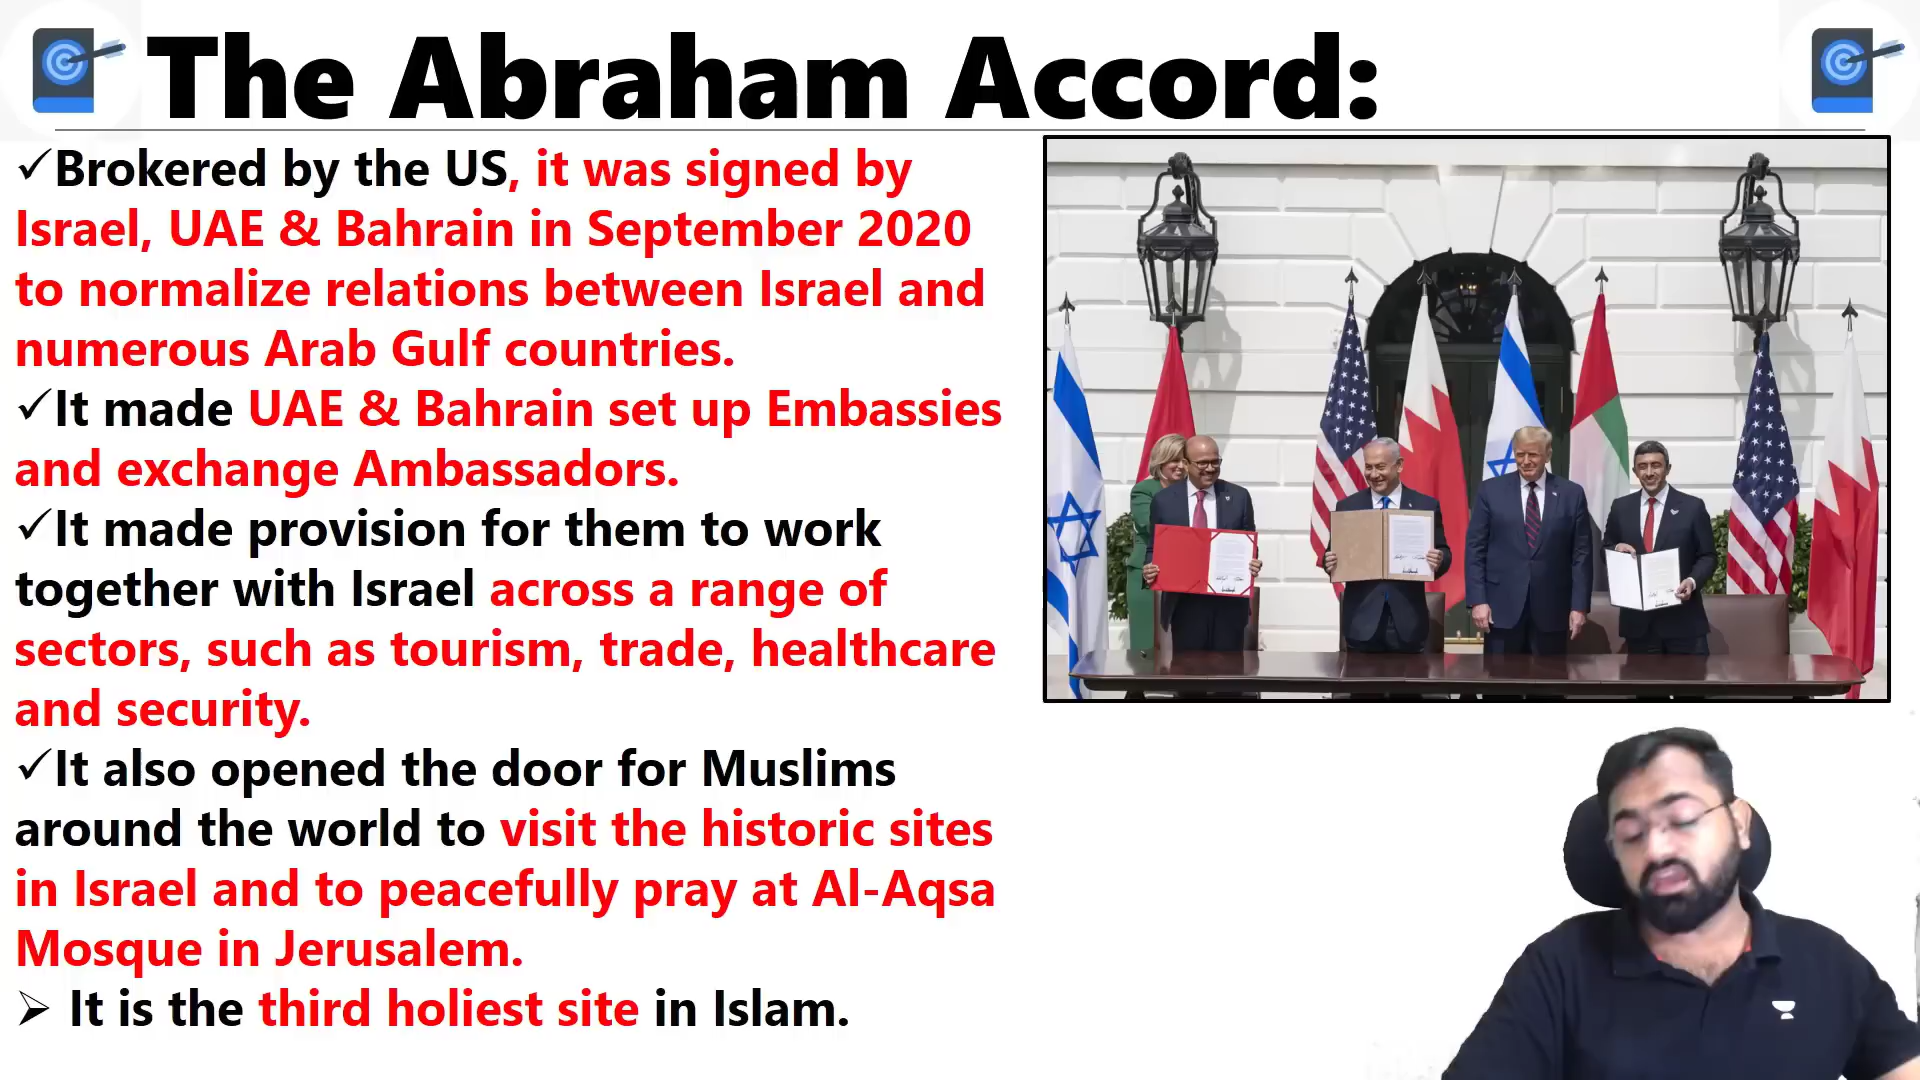 The Abraham Accord:
✓Brokered by the US, it was signed by
Israel, UAE & Bahrain in September 2020
to normalize relations between Israel and
numerous Arab Gulf countries.
✓It made UAE & Bahrain set up Embassies
and exchange Ambassadors.
✓It made provision for them to work
together with Israel across a range of
sectors, such as tourism, trade, healthcare
and security.
✓It also opened the door for Muslims
around the world to visit the historic sites
in Israel and to peacefully pray at Al-Aqsa
Mosque in Jerusalem.
➢ It is the third holiest site in Islam.